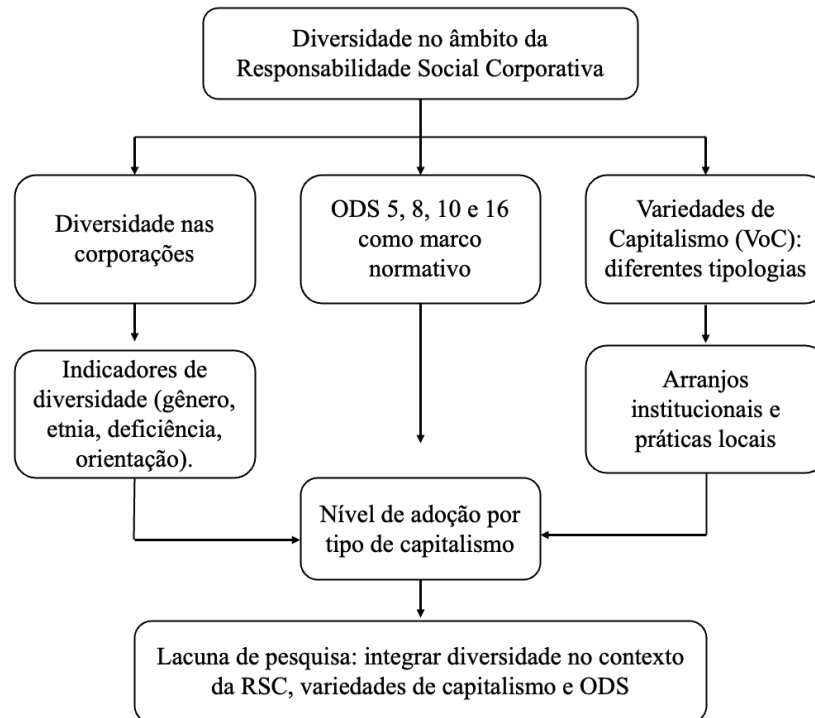 Diversidade no âmbito da
Responsabilidade Social Corporativa
Diversidade nas
corporações
ODS 5, 8, 10 e 16
como marco
normativo
Variedades de
Capitalismo (VoC):
diferentes tipologias
Indicadores de
diversidade (gênero,
etnia, deficiência,
orientação).
Arranjos
institucionais e
práticas locais
Nível de adoção por
tipo de capitalismo
Lacuna de pesquisa: integrar diversidade no contexto
da RSC, variedades de capitalismo e ODS